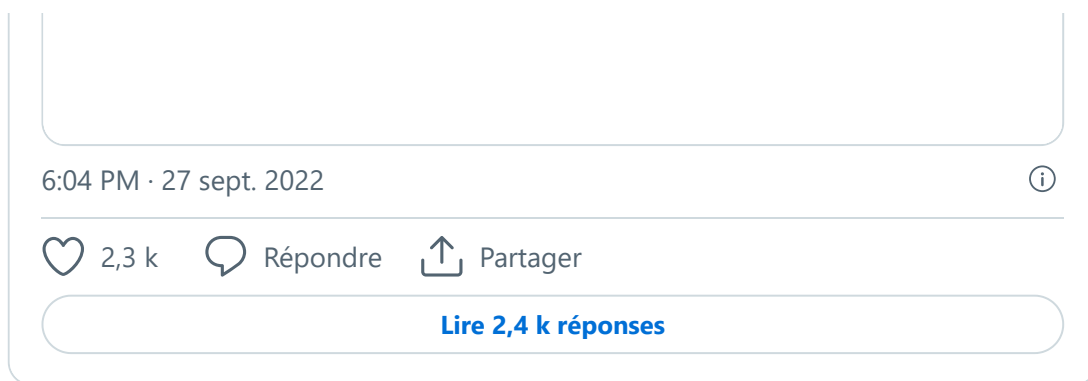 6:04 PM · 27 sept. 2022
2,3 k Répondre Partager
Lire 2,4 k réponses